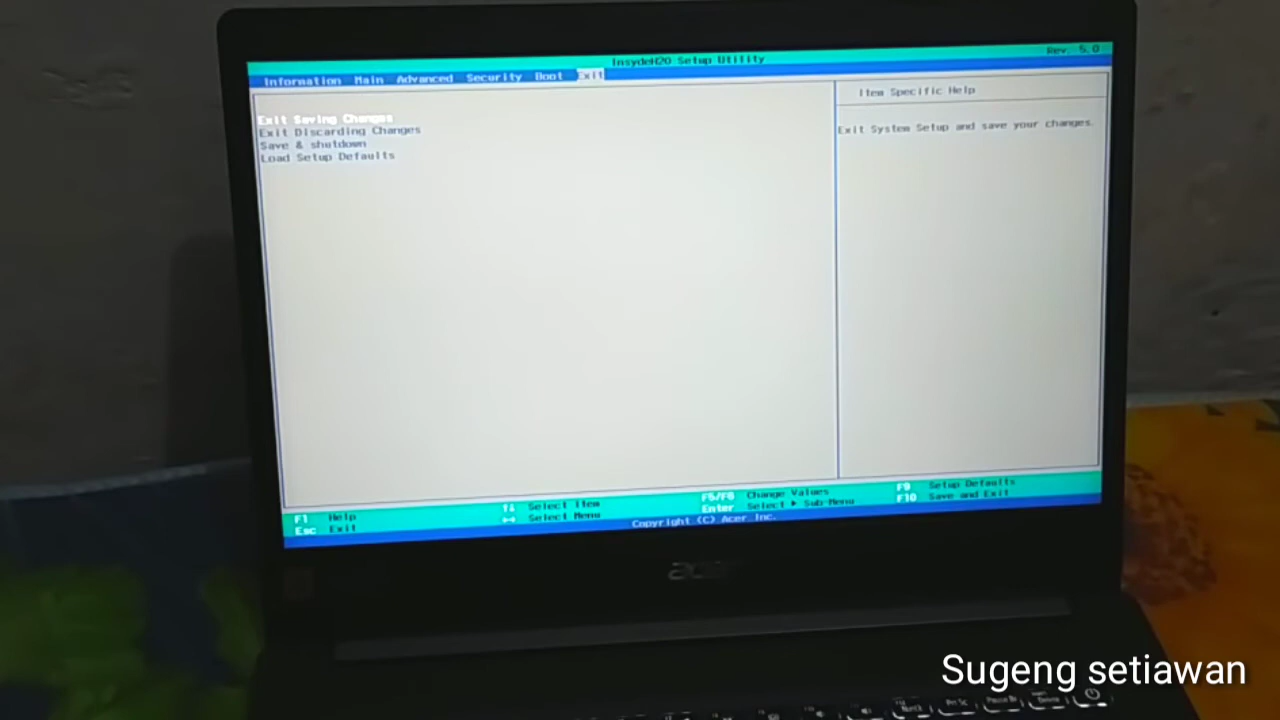 InsydeH20 Setup Utility
Rev. 5.0
Information Main Advanced Security Boot Exit
Exit Saving Changes
Exit Discarding Changes
Save & shutdown
Load Setup Defaults
Item Specific Help
Exit System Setup and save your changes.
F1 Help
Esc Exit
↑↓ Select Item
↔ Select Menu
F5/F6 Change Values
Enter Select ▶ Sub-Menu
F9 Setup Defaults
F10 Save and Exit
Copyright (C) Acer Inc.
acer
Sugeng setiawan